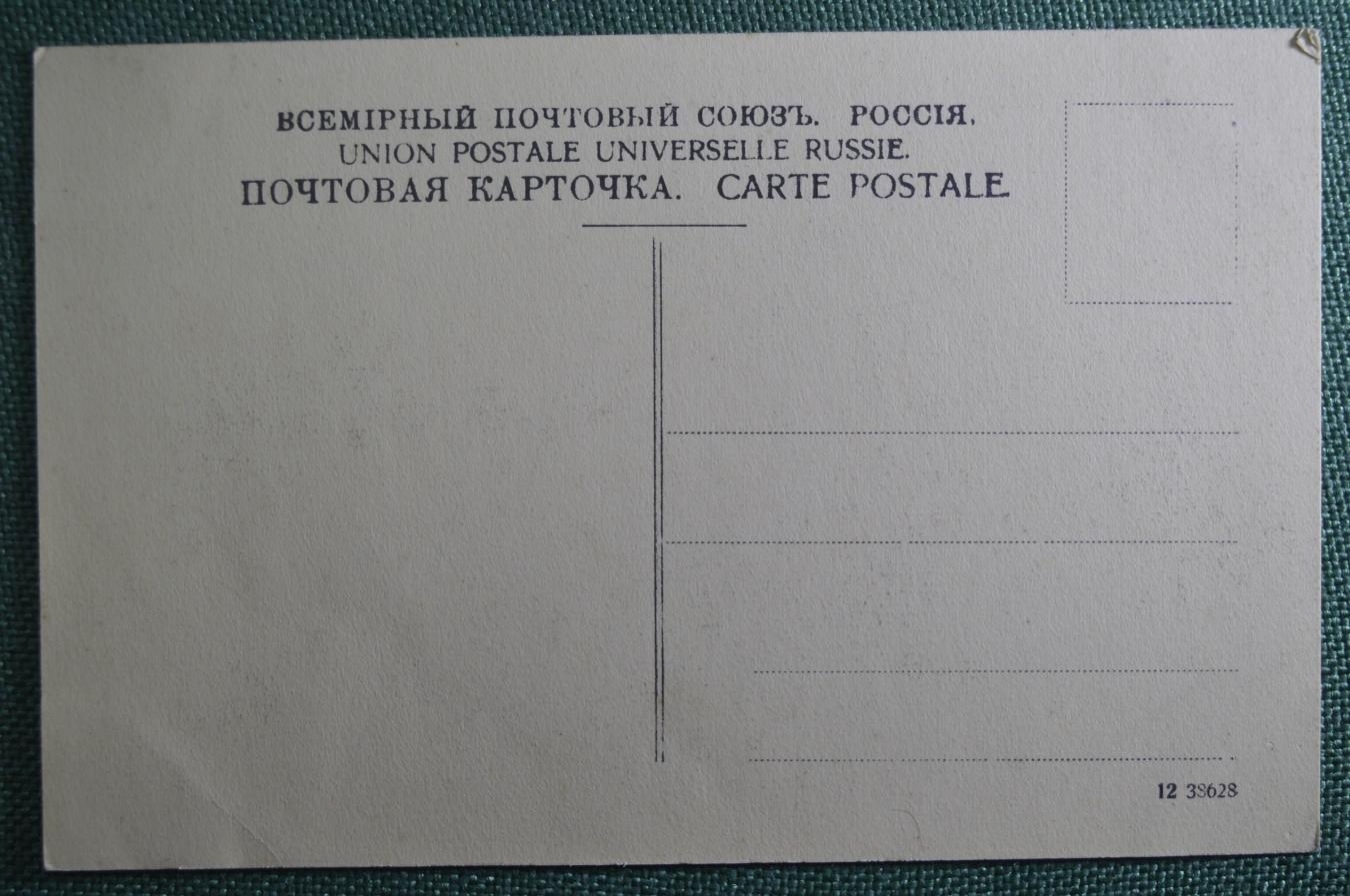 ВСЕМІРНЫЙ ПОЧТОВЫЙ СОЮЗЪ. РОССІЯ.
UNION POSTALE UNIVERSELLE RUSSIE.
ПОЧТОВАЯ КАРТОЧКА. CARTE POSTALE
12 38628